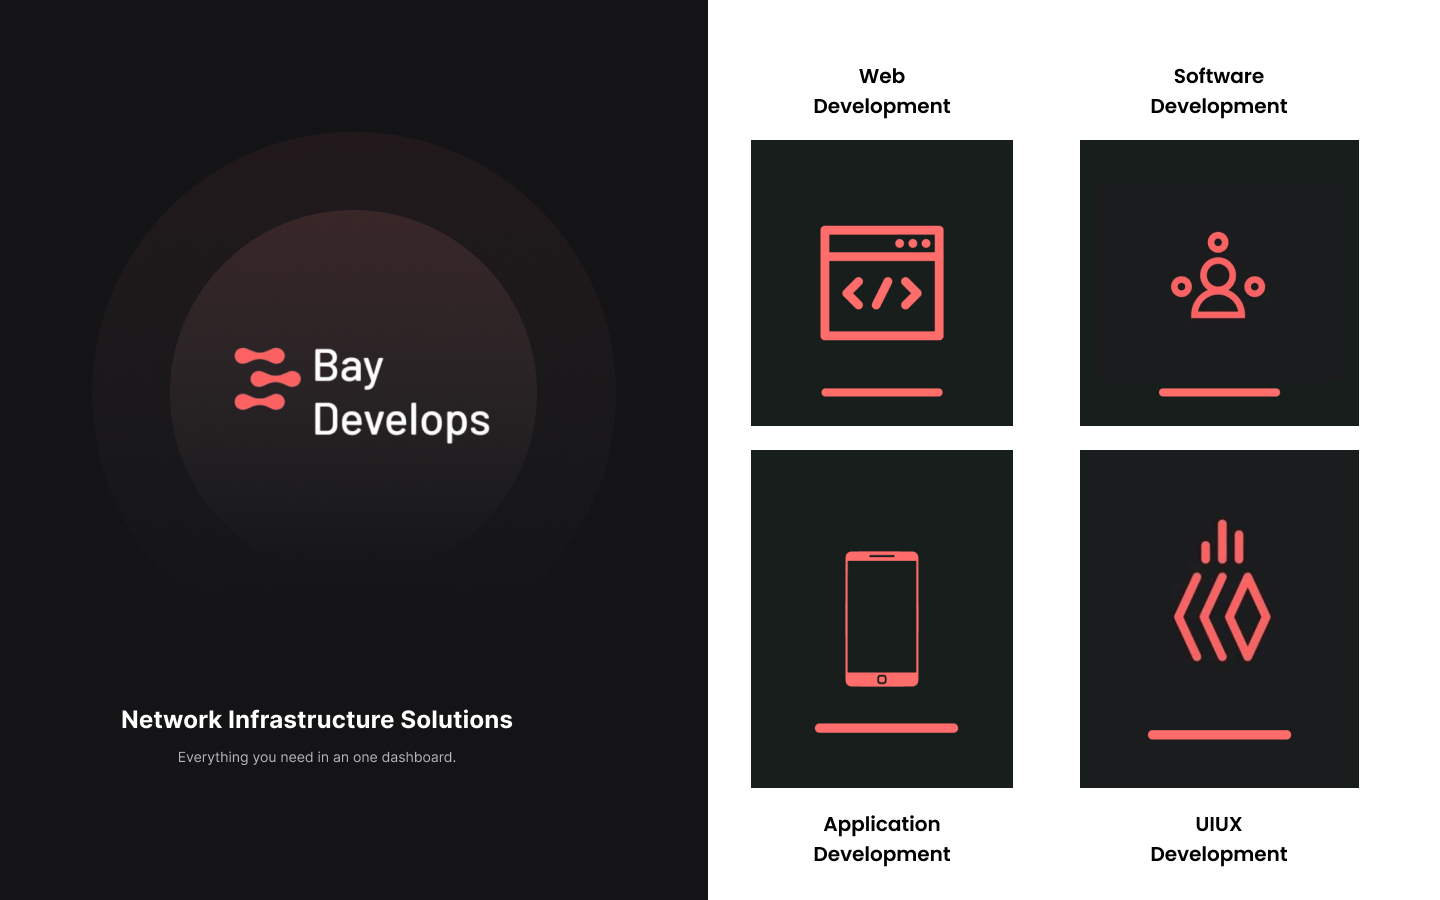 Bay
Develops
Network Infrastructure Solutions
Everything you need in an one dashboard.
Web
Development
Software
Development
</>
Application
Development
UIUX
Development